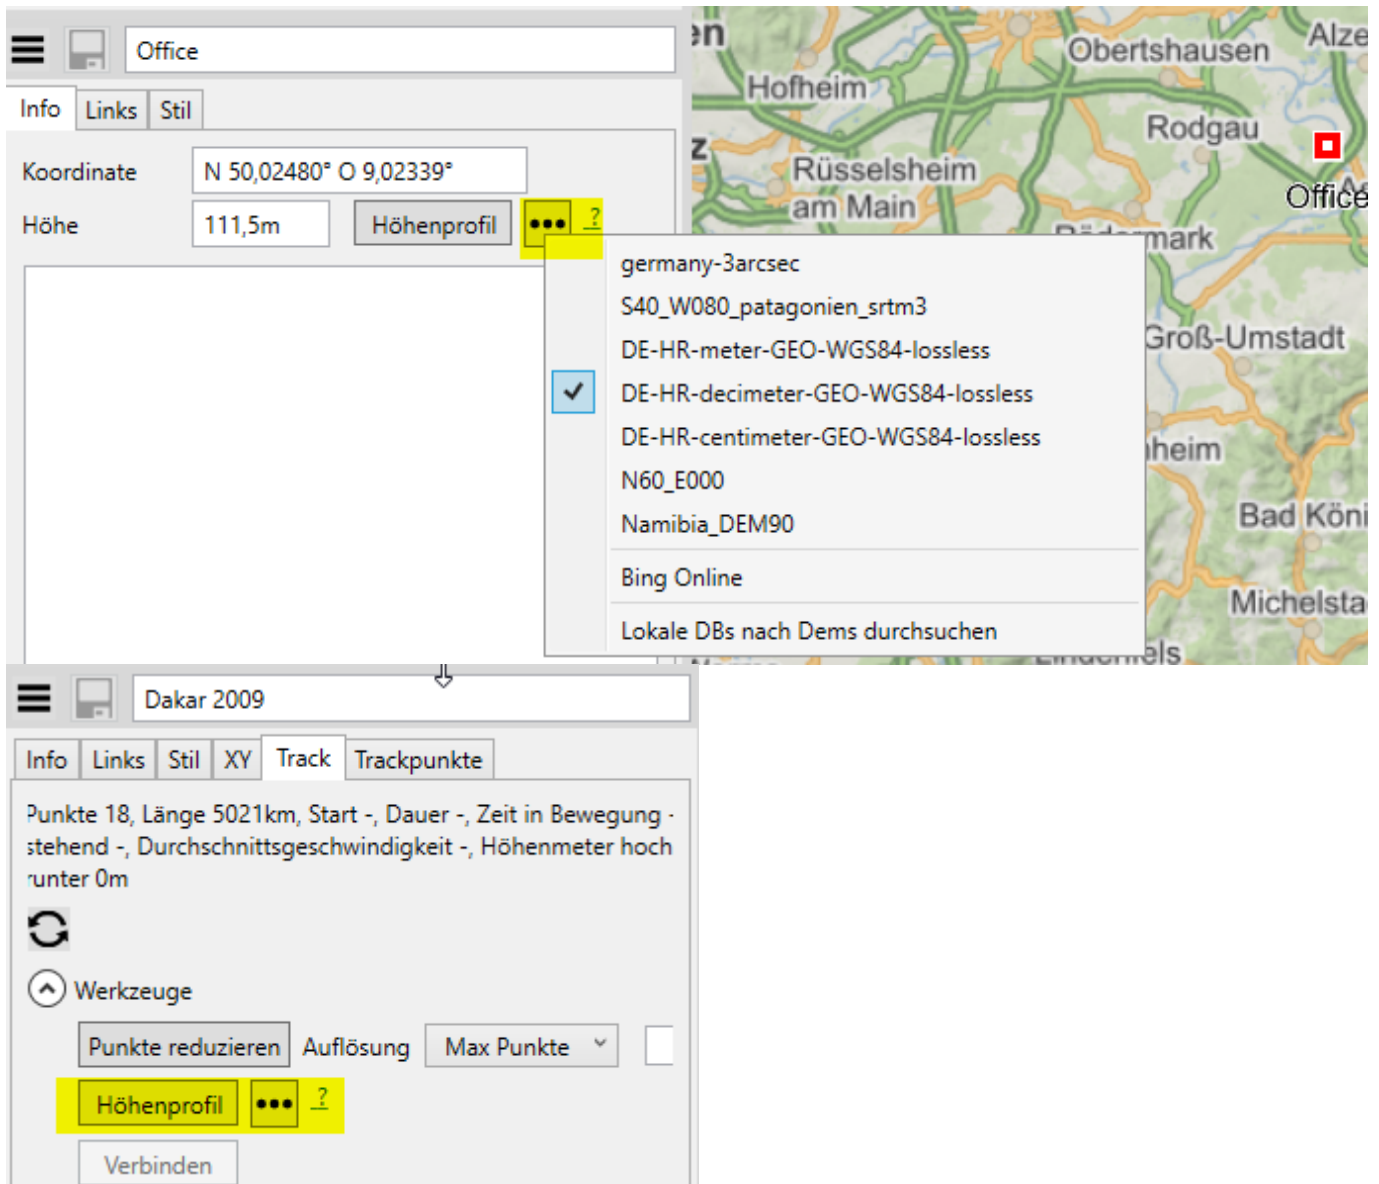 Office
Info Links Stil
Koordinate N 50,02480° O 9,02339°
Höhe 111,5m Höhenprofil ••• ?
germany-3arcsec
S40_W080_patagonien_srtm3
DE-HR-meter-GEO-WGS84-lossless
DE-HR-decimeter-GEO-WGS84-lossless
DE-HR-centimeter-GEO-WGS84-lossless
N60_E000
Namibia_DEM90
Bing Online
Lokale DBs nach Dems durchsuchen
en
Obertshausen
Alze
Hofheim
Rodgau
z
Rüsselsheim
am Main
Office
mark
Groß-Umstadt
heim
Bad Köni
Michelsta
Dakar 2009
Info Links Stil XY Track Trackpunkte
Punkte 18, Länge 5021km, Start -, Dauer -, Zeit in Bewegung -
stehend -, Durchschnittsgeschwindigkeit -, Höhenmeter hoch
runter 0m
Werkzeuge
Punkte reduzieren Auflösung Max Punkte
Höhenprofil ••• ?
Verbinden